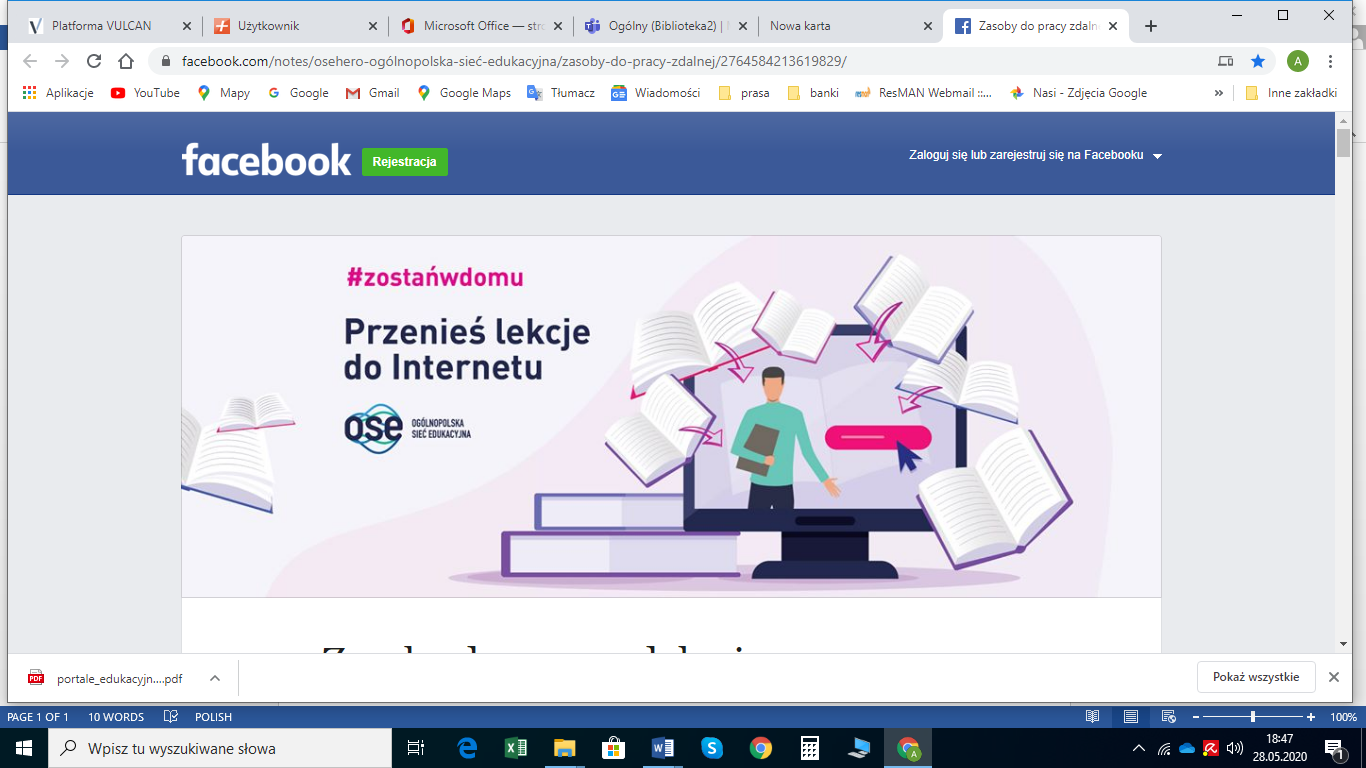 Platforma VULCAN
Użytkownik
Microsoft Office — stro
Ogólny (Biblioteka2) |
Nowa karta
Zasoby do pracy zdaln
facebook.com/notes/osehero-ogólnopolska-sieć-edukacyjna/zasoby-do-pracy-zdalnej/2764584213619829/
A
Aplikacje
YouTube
Mapy
Google
Gmail
Google Maps
Tłumacz
Wiadomości
prasa
banki
ResMAN Webmail ::...
Nasi - Zdjęcia Google
»
Inne zakładki
facebook
Rejestracja
Zaloguj się lub zarejestruj się na Facebooku
#zostańwdomu
Przenieś lekcje
do Internetu
ose
OGÓLNOPOLSKA
SIEĆ EDUKACYJNA
PDF
portale_edukacyjn....pdf
Pokaż wszystkie
PAGE 1 OF 1
10 WORDS
POLISH
100%
Wpisz tu wyszukiwane słowa
18:47
28.05.2020
1